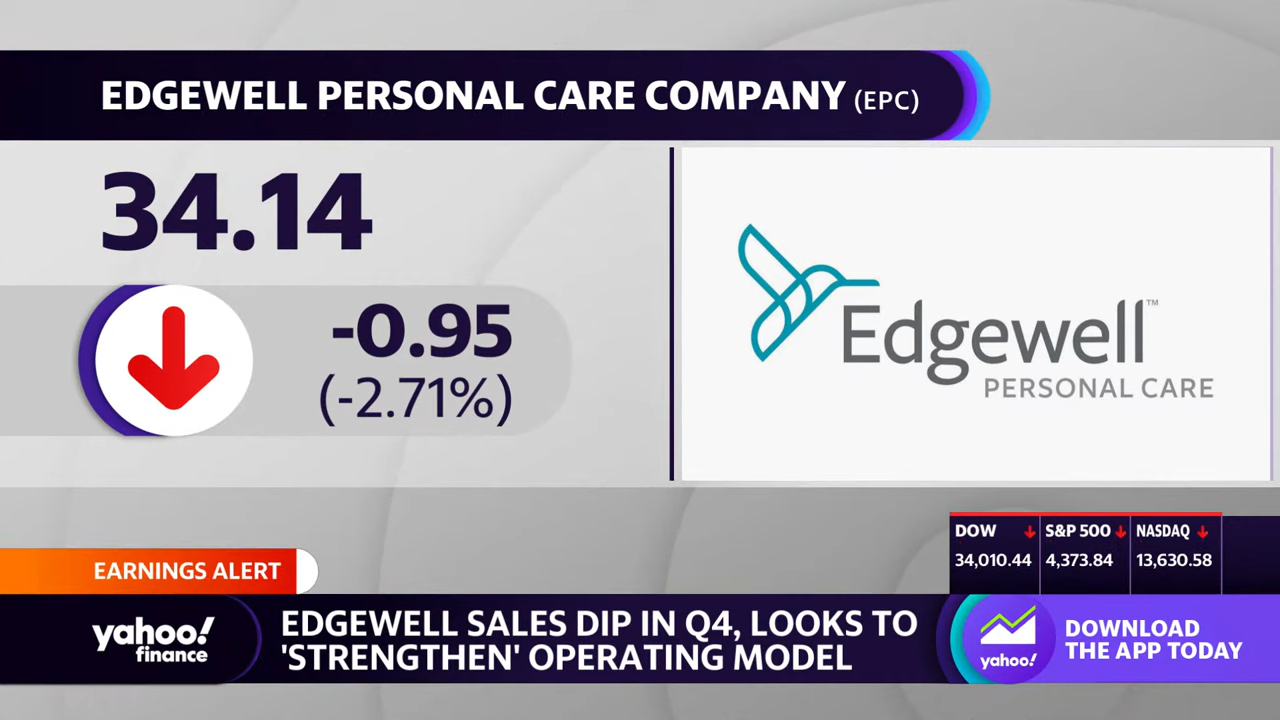 EDGEWELL PERSONAL CARE COMPANY (EPC)
34.14
-0.95
(-2.71%)
Edgewell™
PERSONAL CARE
DOW S&P 500 NASDAQ
34,010.44 4,373.84 13,630.58
EARNINGS ALERT
yahoo!
finance
EDGEWELL SALES DIP IN Q4, LOOKS TO
'STRENGTHEN' OPERATING MODEL
yahoo!
DOWNLOAD
THE APP TODAY